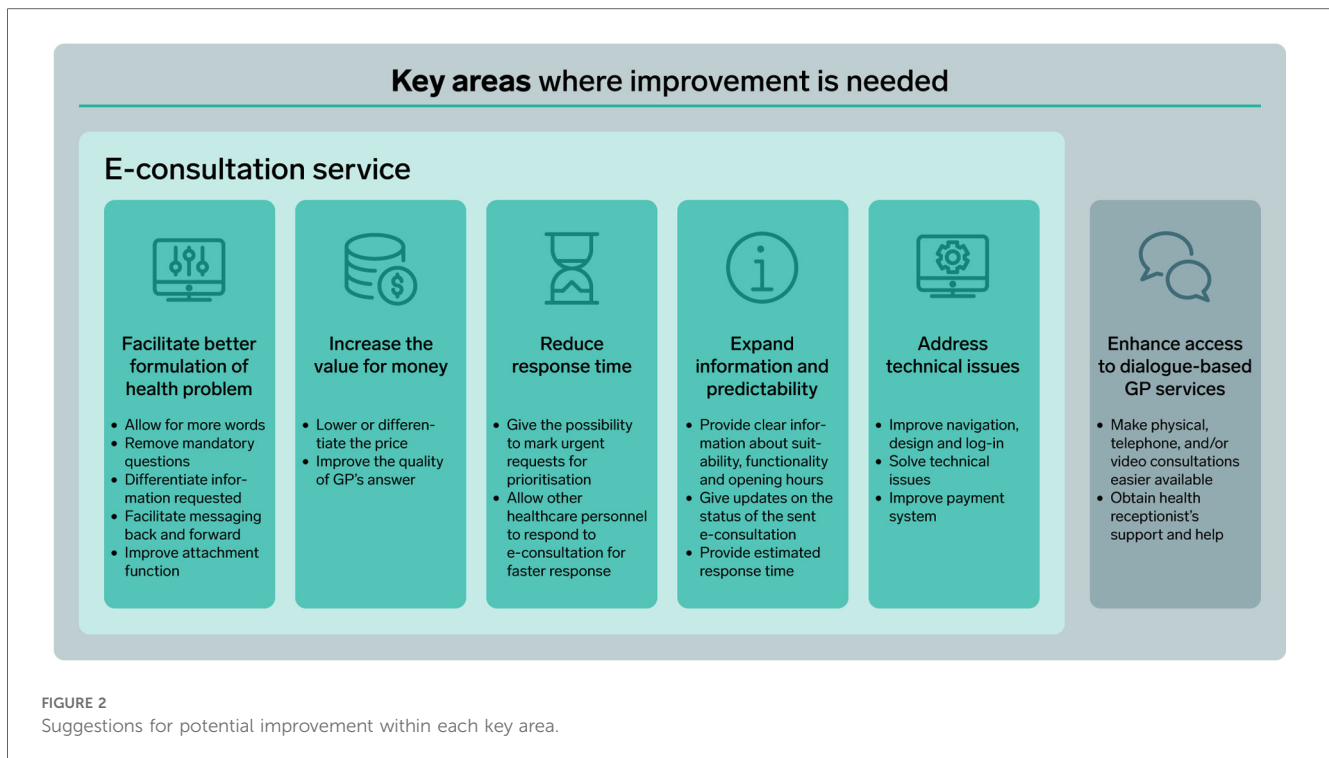 Key areas where improvement is needed
E-consultation service
Facilitate better
formulation of
health problem
• Allow for more words
• Remove mandatory
questions
• Differentiate infor-
mation requested
• Facilitate messaging
back and forward
• Improve attachment
function
$
Increase the
value for money
• Lower or differen-
tiate the price
• Improve the quality
of GP's answer
Reduce
response time
• Give the possibility
to mark urgent
requests for
prioritisation
• Allow other
healthcare personnel
to respond to
e-consultation for
faster response
i
Expand
information and
predictability
• Provide clear infor-
mation about suit-
ability, functionality
and opening hours
• Give updates on the
status of the sent
e-consultation
• Provide estimated
response time
Address
technical issues
• Improve navigation,
design and log-in
• Solve technical
issues
• Improve payment
system
Enhance access
to dialogue-based
GP services
• Make physical,
telephone, and/or
video consultations
easier available
• Obtain health
receptionist's
support and help
FIGURE 2
Suggestions for potential improvement within each key area.